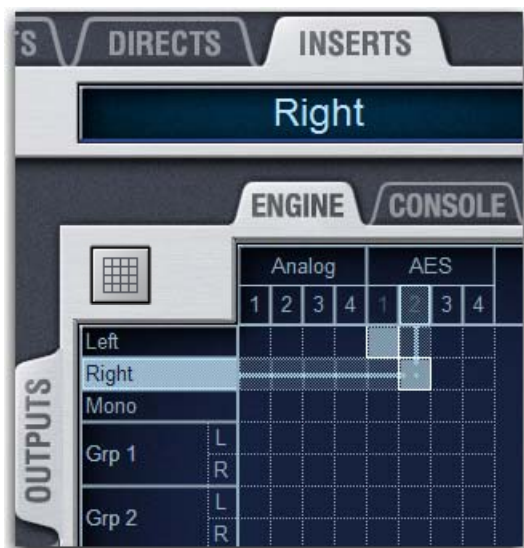 S DIRECTS INSERTS
Right
ENGINE CONSOLE
Analog AES
1 2 3 4 1 2 3 4
Left
Right
Mono
Grp 1 L
R
Grp 2 L
R
OUTPUTS